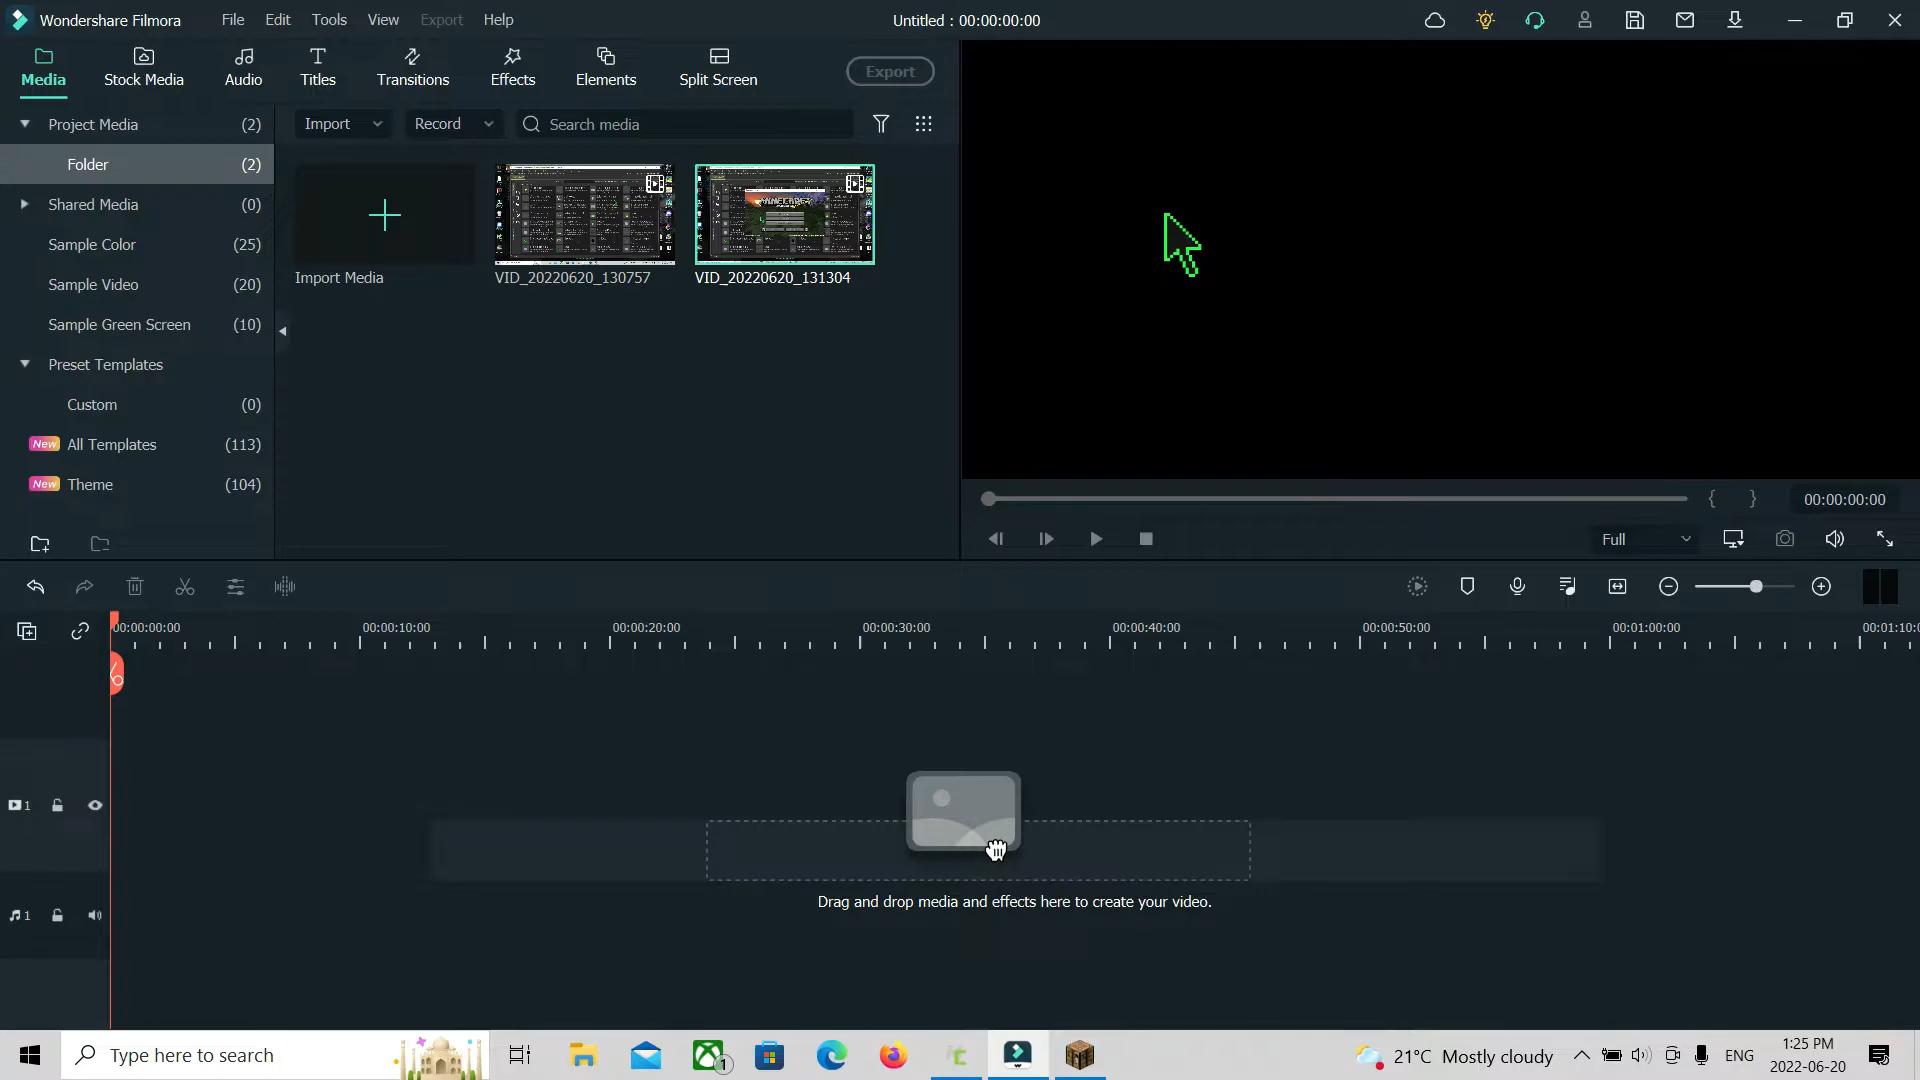 Wondershare Filmora
File
Edit
Tools
View
Export
Help
Untitled : 00:00:00:00
Media
Stock Media
Audio
Titles
Transitions
Effects
Elements
Split Screen
Export
Project Media (2)
Folder (2)
Shared Media (0)
Sample Color (25)
Sample Video (20)
Sample Green Screen (10)
Preset Templates
Custom (0)
New All Templates (113)
New Theme (104)
Import
Record
Search media
Import Media
VID_20220620_130757
VID_20220620_131304
{ }
00:00:00:00
Full
00:00:00:00
00:00:10:00
00:00:20:00
00:00:30:00
00:00:40:00
00:00:50:00
00:01:00:00
00:01:10:0
1
1
Drag and drop media and effects here to create your video.
Type here to search
1
21°C Mostly cloudy
ENG
1:25 PM
2022-06-20